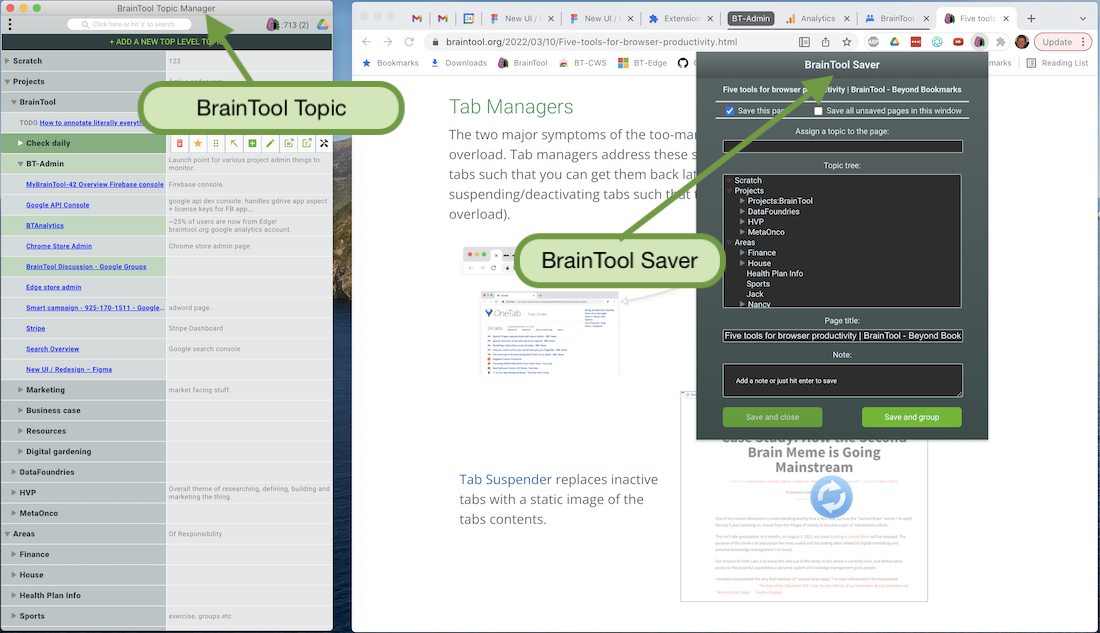 BrainTool Topic Manager
Click here or hit 's' to search
:713 (2)
+ ADD A NEW TOP LEVEL TOPIC
Scratch
123
Projects
BrainTool
TODO How to annotate literally everyth
Check daily
BT-Admin
Launch point for various project admin things to
monitor.
MyBrainTool-42 Overview Firebase console
Firebase console.
Google API Console
google api dev console. handles gdrive app aspect
+ license keys for FB app....
BTAnalytics
~25% of users are now from Edge!
braintool.org google analytics account.
Chrome Store Admin
Chrome store admin page.
BrainTool Discussion - Google Groups
Edge store admin
Smart campaign - 925-170-1511 - Google...
adword page .
Stripe
Stripe Dashboard
Search Overview
Google search console
New UI / Redesign – Figma
Marketing
market facing stuff
Business case
Resources
Digital gardening
DataFoundries
HVP
Overall theme of researching, defining, building and
marketing the thing.
MetaOnco
Areas
Of Responsibility
Finance
House
Health Plan Info
Sports
exercise, groups etc
BrainTool Topic
New UI /
New UI /
Extension
BT-Admin
Analytics
BrainTool
Five tools
braintool.org/2022/03/10/Five-tools-for-browser-productivity.html
Update
Bookmarks
Downloads
BrainTool
BT-CWS
BT-Edge
marks
Reading List
Tab Managers
The two major symptoms of the too-ma
overload. Tab managers address these s
tabs such that you can get them back lat
suspending/deactivating tabs such that t
overload).
OneTab
Tab Suspender replaces inactive
tabs with a static image of the
tabs contents.
BrainTool Saver
BrainTool Saver
Five tools for browser productivity | BrainTool - Beyond Bookmarks
Save this pag
Save all unsaved pages in this window
Assign a topic to the page:
Topic tree:
Scratch
Projects
Projects:BrainTool
DataFoundries
HVP
MetaOnco
Areas
Finance
House
Health Plan Info
Sports
Jack
Nancy
Page title:
Five tools for browser productivity | BrainTool - Beyond Book
Note:
Add a note or just hit enter to save
Save and close
Save and group
Case Study: How the Second
Brain Meme is Going
Mainstream